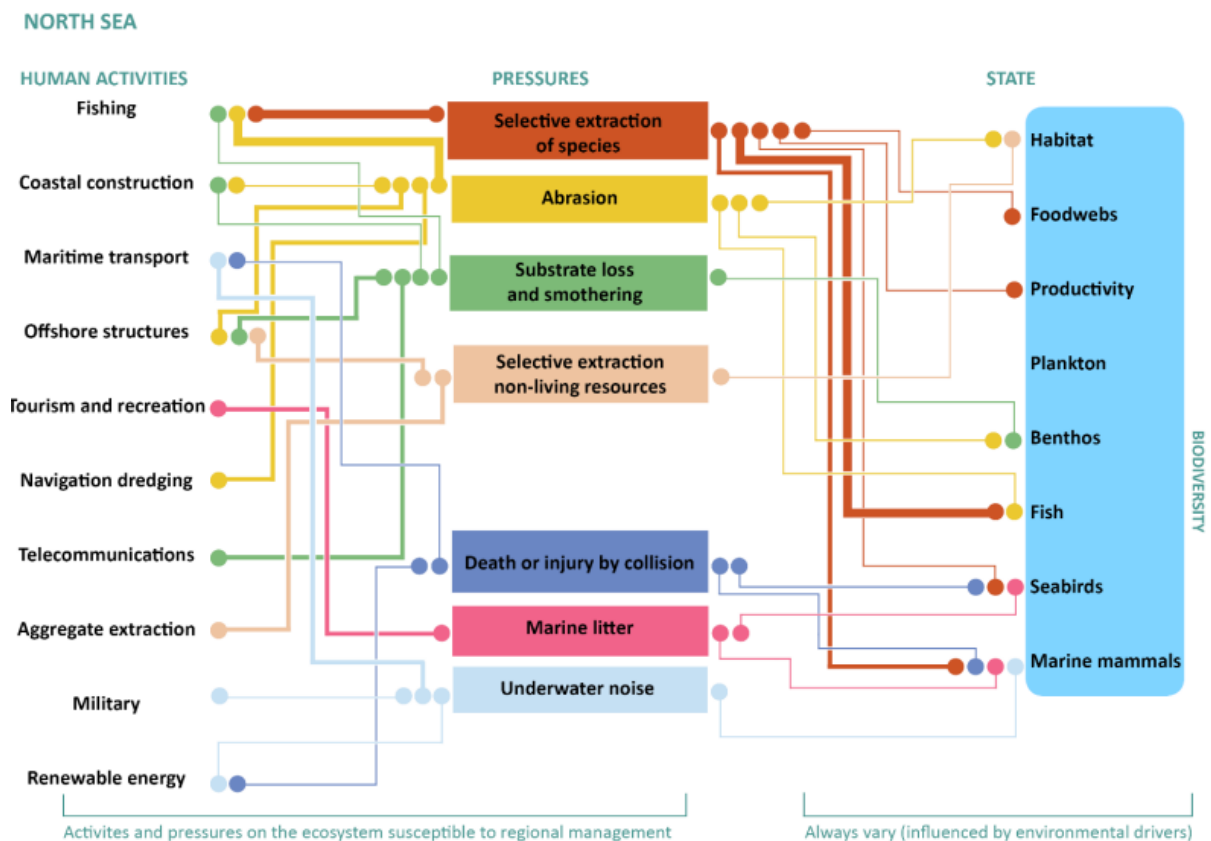 NORTH SEA
HUMAN ACTIVITIES
PRESSURES
STATE
Fishing
Coastal construction
Maritime transport
Offshore structures
Tourism and recreation
Navigation dredging
Telecommunications
Aggregate extraction
Military
Renewable energy
Selective extraction
of species
Abrasion
Substrate loss
and smothering
Selective extraction
non-living resources
Death or injury by collision
Marine litter
Underwater noise
Habitat
Foodwebs
Productivity
Plankton
Benthos
Fish
Seabirds
Marine mammals
BIODIVERSITY
Activites and pressures on the ecosystem susceptible to regional management
Always vary (influenced by environmental drivers)